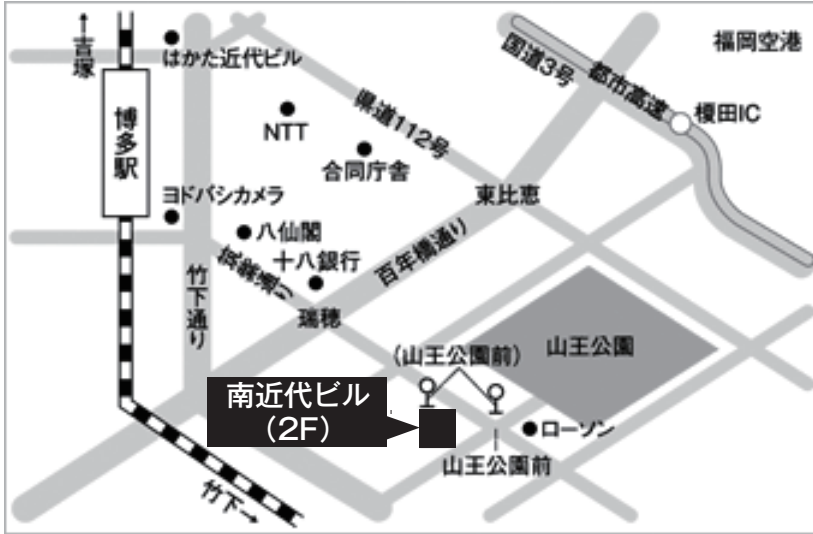 ↑
吉塚
はかた近代ビル
博多駅
NTT
合同庁舎
県道112号
国道3号
都市高速
福岡空港
榎田IC
ヨドバシカメラ
八仙閣
十八銀行
東比恵
百年橋通り
竹下通り
瑞穂
山王公園
(山王公園前)
南近代ビル
(2F)
ローソン
山王公園前
竹下→